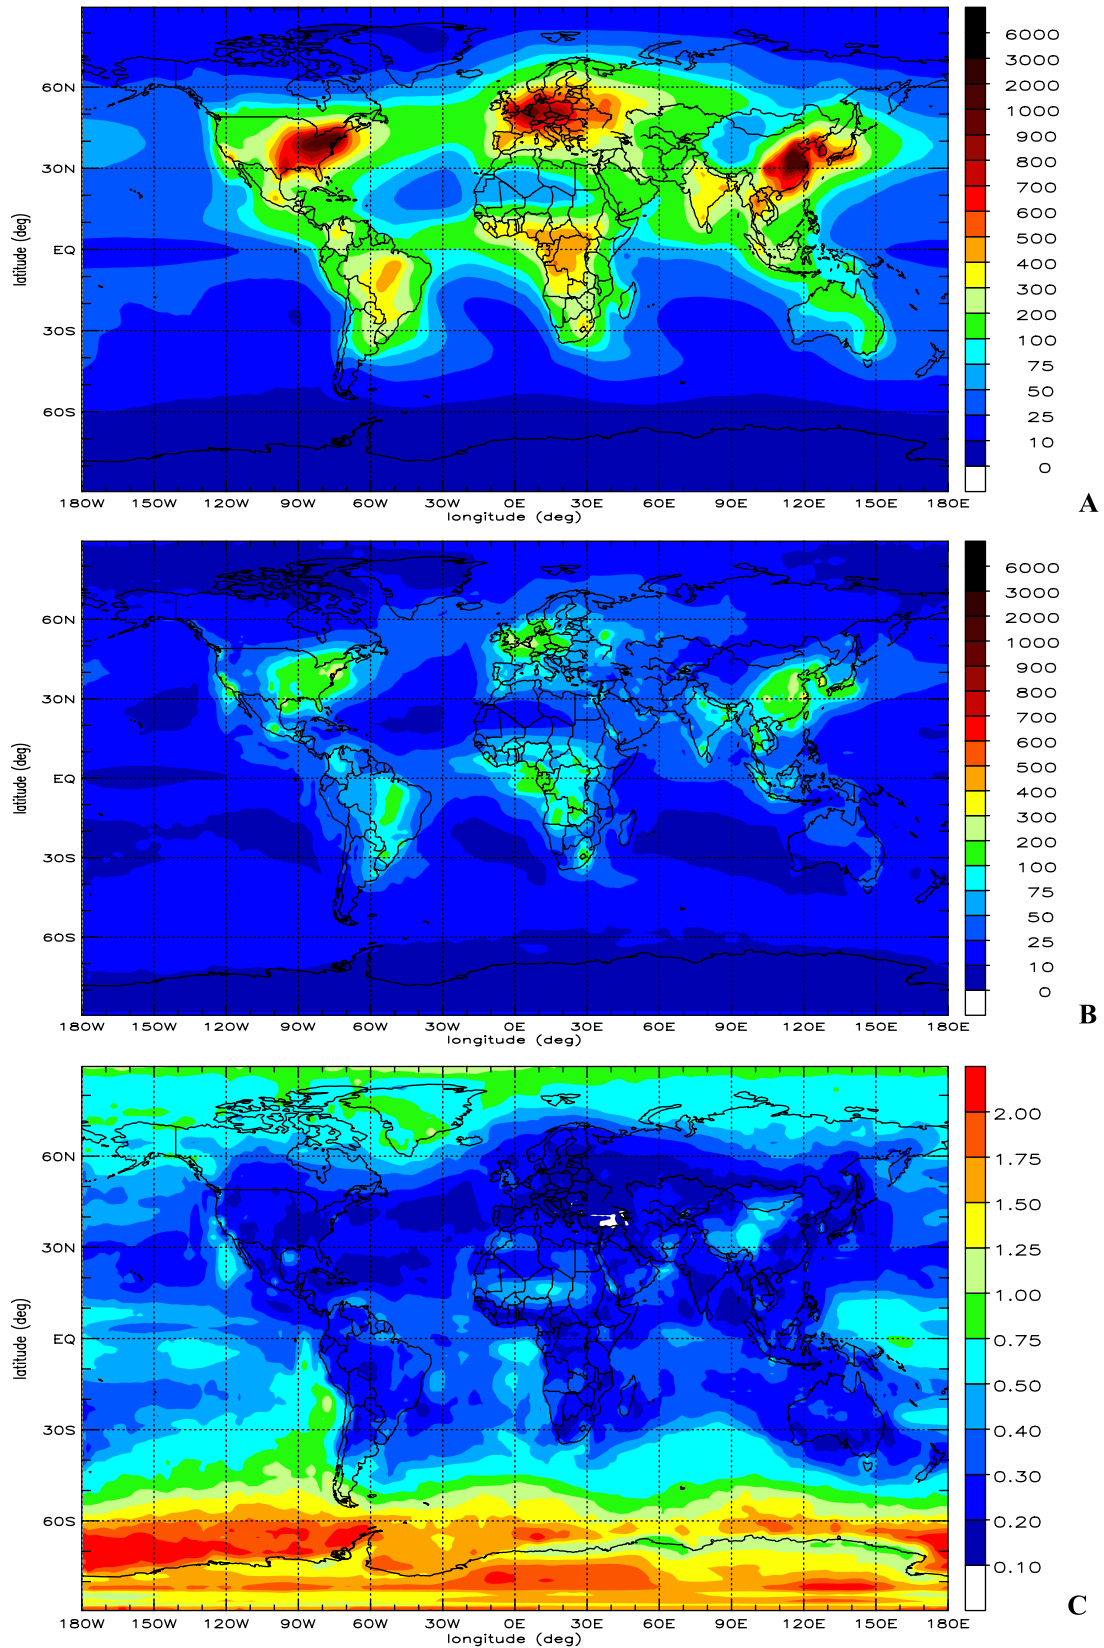 6000
3000
60N
2000
1000
900
30N
800
700
latitude (deg)
600
500
EQ
400
300
200
30S
100
75
50
60S
25
10
0
180W 150W 120W 90W 60W 30W 0E 30E 60E 90E 120E 150E 180E
longitude (deg)
A
6000
3000
60N
2000
1000
900
30N
800
700
latitude (deg)
600
500
EQ
400
300
200
30S
100
75
50
60S
25
10
0
180W 150W 120W 90W 60W 30W 0E 30E 60E 90E 120E 150E 180E
longitude (deg)
B
2.00
60N
1.75
1.50
30N
1.25
1.00
latitude (deg)
EQ
0.75
0.50
30S
0.40
0.30
60S
0.20
0.10
180W 150W 120W 90W 60W 30W 0E 30E 60E 90E 120E 150E 180E
longitude (deg)
C